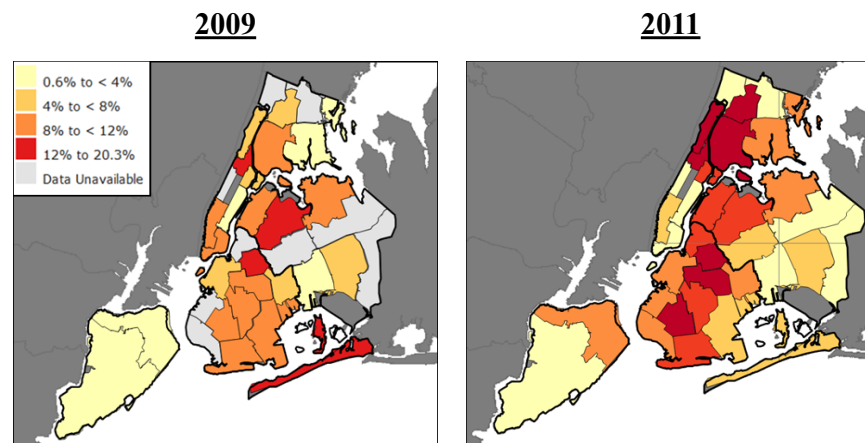 2009
2011
0.6% to < 4%
4% to < 8%
8% to < 12%
12% to 20.3%
Data Unavailable